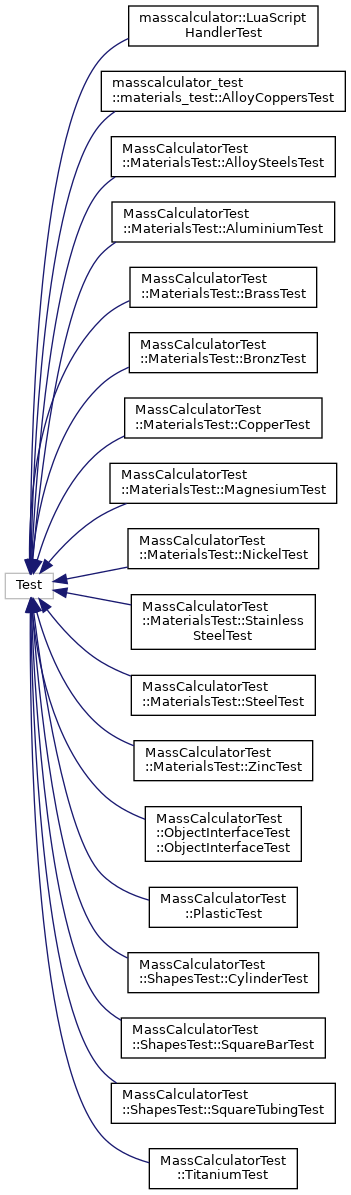 masscalculator::LuaScript
HandlerTest
masscalculator_test
::materials_test::AlloyCoppersTest
MassCalculatorTest
::MaterialsTest::AlloySteelsTest
MassCalculatorTest
::MaterialsTest::AluminiumTest
MassCalculatorTest
::MaterialsTest::BrassTest
MassCalculatorTest
::MaterialsTest::BronzTest
MassCalculatorTest
::MaterialsTest::CopperTest
MassCalculatorTest
::MaterialsTest::MagnesiumTest
MassCalculatorTest
::MaterialsTest::NickelTest
Test
MassCalculatorTest
::MaterialsTest::Stainless
SteelTest
MassCalculatorTest
::MaterialsTest::SteelTest
MassCalculatorTest
::MaterialsTest::ZincTest
MassCalculatorTest
::ObjectInterfaceTest
::ObjectInterfaceTest
MassCalculatorTest
::PlasticTest
MassCalculatorTest
::ShapesTest::CylinderTest
MassCalculatorTest
::ShapesTest::SquareBarTest
MassCalculatorTest
::ShapesTest::SquareTubingTest
MassCalculatorTest
::TitaniumTest